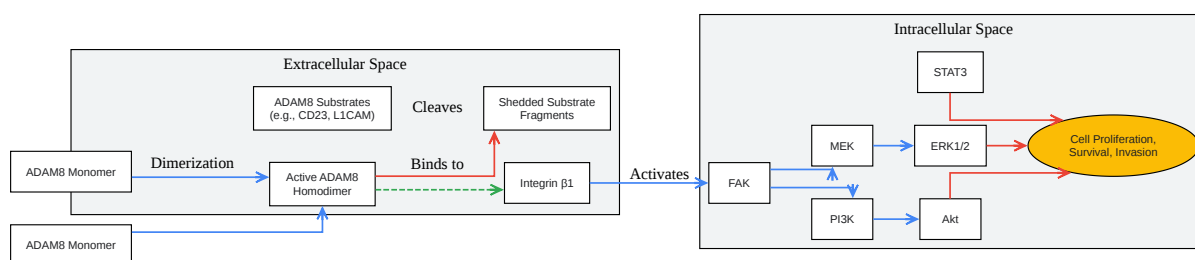 Extracellular Space
ADAM8 Substrates
(e.g., CD23, L1CAM)
Cleaves
Shedded Substrate
Fragments
ADAM8 Monomer
Dimerization
Active ADAM8
Homodimer
Binds to
Integrin β1
ADAM8 Monomer
Activates
Intracellular Space
STAT3
MEK
ERK1/2
Cell Proliferation,
Survival, Invasion
FAK
PI3K
Akt